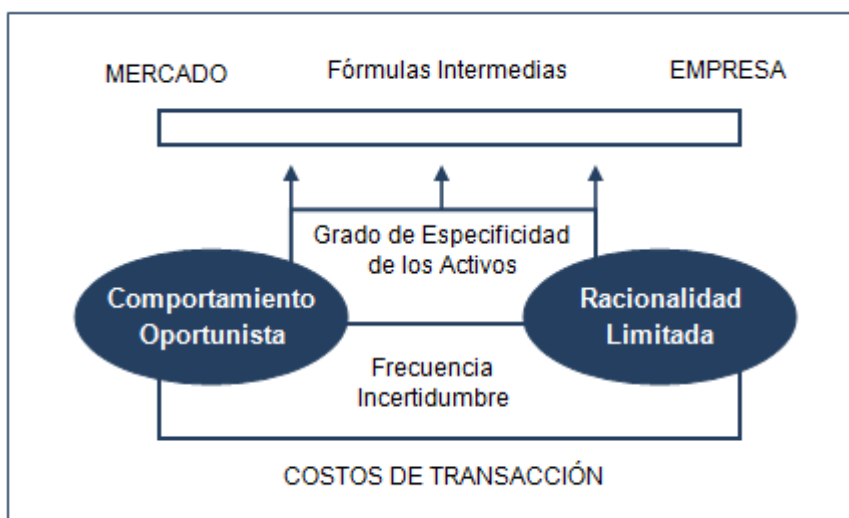 MERCADO
Fórmulas Intermedias
EMPRESA
Grado de Especificidad
de los Activos
Comportamiento
Oportunista
Racionalidad
Limitada
Frecuencia
Incertidumbre
COSTOS DE TRANSACCIÓN